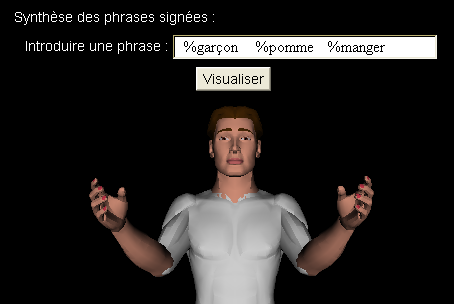 Synthèse des phrases signées :
Introduire une phrase : %garçon %pomme %manger
Visualiser